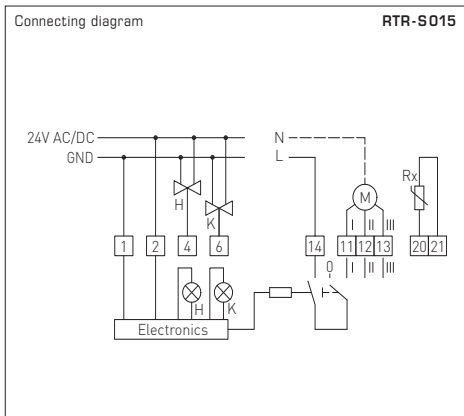 Connecting diagram RTR-S015
24V AC/DC N
GND L
Rx
H M
K I II III
1 2 4 6 14 11 12 13 20 21
0 I II III
H K
Electronics